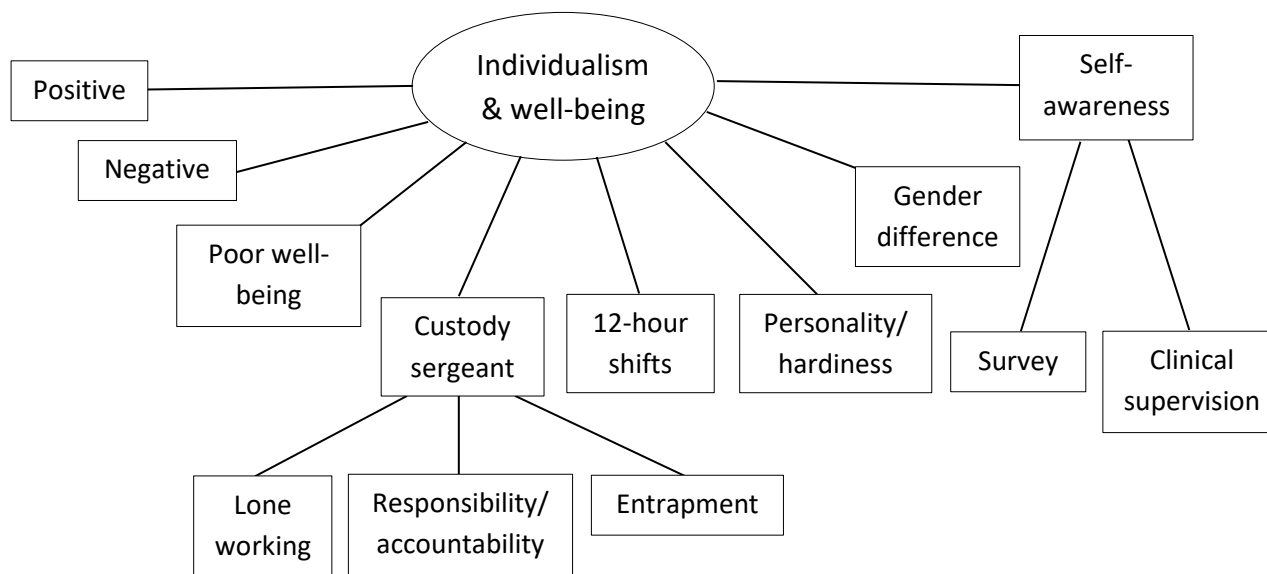 Individualism
& well-being
Positive
Negative
Poor well-
being
Custody
sergeant
12-hour
shifts
Personality/
hardiness
Gender
difference
Self-
awareness
Lone
working
Responsibility/
accountability
Entrapment
Survey
Clinical
supervision